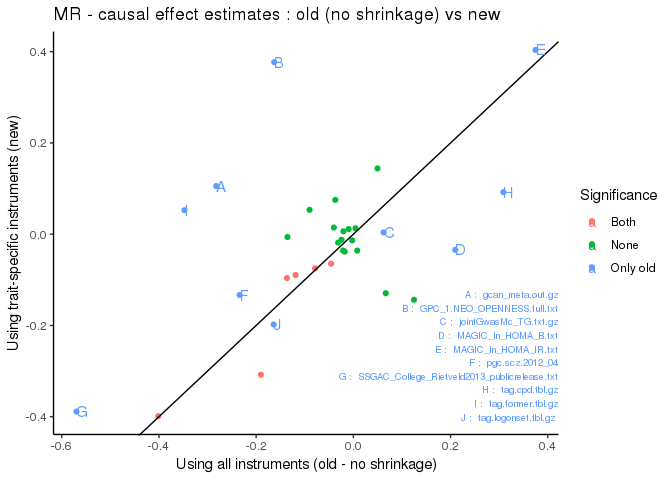 MR - causal effect estimates : old (no shrinkage) vs new
Using trait-specific instruments (new)
0.4
0.2
0.0
-0.2
-0.4
E
B
A
H
I
C
D
F
J
G
A : gcan_meta.out.gz
B : GPC_1.NEO_OPENNESS.full.txt
C : jointGwasMc_TG.txt.gz
D : MAGIC_ln_HOMA_B.txt
E : MAGIC_ln_HOMA_IR.txt
F : pgc.scz.2012_04
G : SSGAC_College_Rietveld2013_publicrelease.txt
H : tag.cpd.tbl.gz
I : tag.former.tbl.gz
J : tag.logonset.tbl.gz
-0.6 -0.4 -0.2 0.0 0.2 0.4
Using all instruments (old - no shrinkage)
Significance
a Both
a None
a Only old